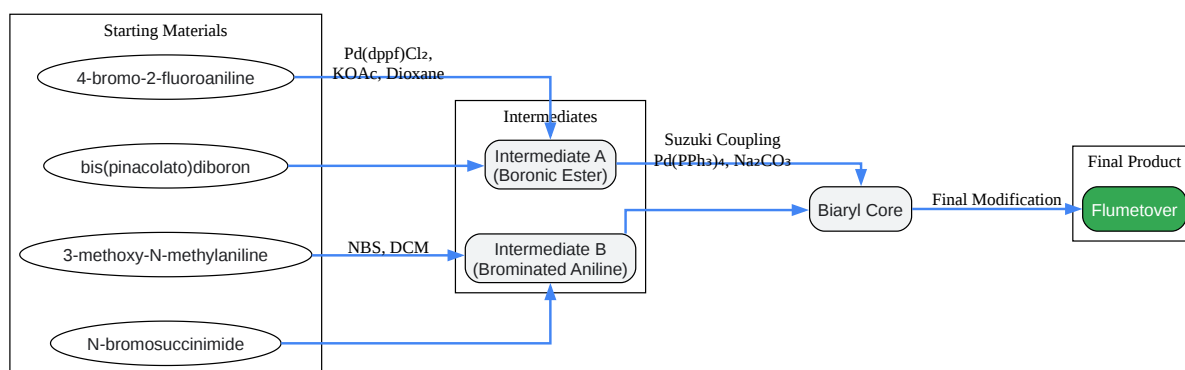 Starting Materials
4-bromo-2-fluoroaniline
bis(pinacolato)diboron
3-methoxy-N-methylaniline
N-bromosuccinimide
Pd(dppf)Cl₂,
KOAc, Dioxane
NBS, DCM
Intermediates
Intermediate A
(Boronic Ester)
Intermediate B
(Brominated Aniline)
Suzuki Coupling
Pd(PPh₃)₄, Na₂CO₃
Biaryl Core
Final Modification
Final Product
Flumetover